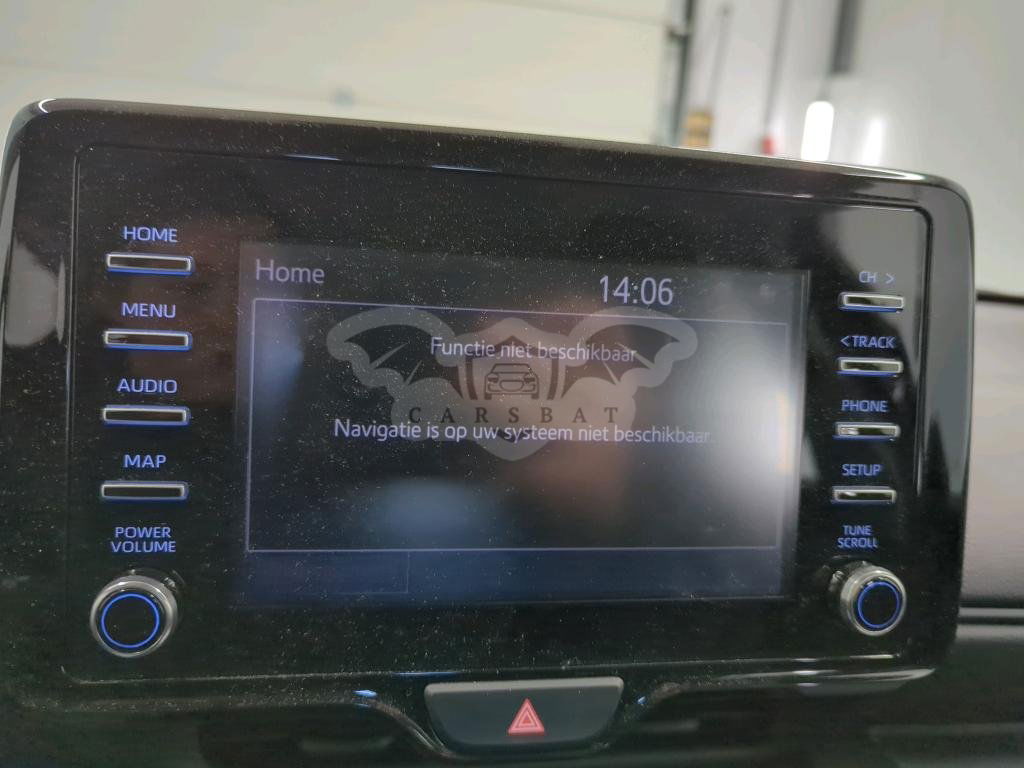 HOME
MENU
AUDIO
MAP
POWER
VOLUME
Home
14:06
Functie niet beschikbaar
CARSBAT
Navigatie is op uw systeem niet beschikbaar.
CH >
<TRACK
PHONE
SETUP
TUNE
SCROLL